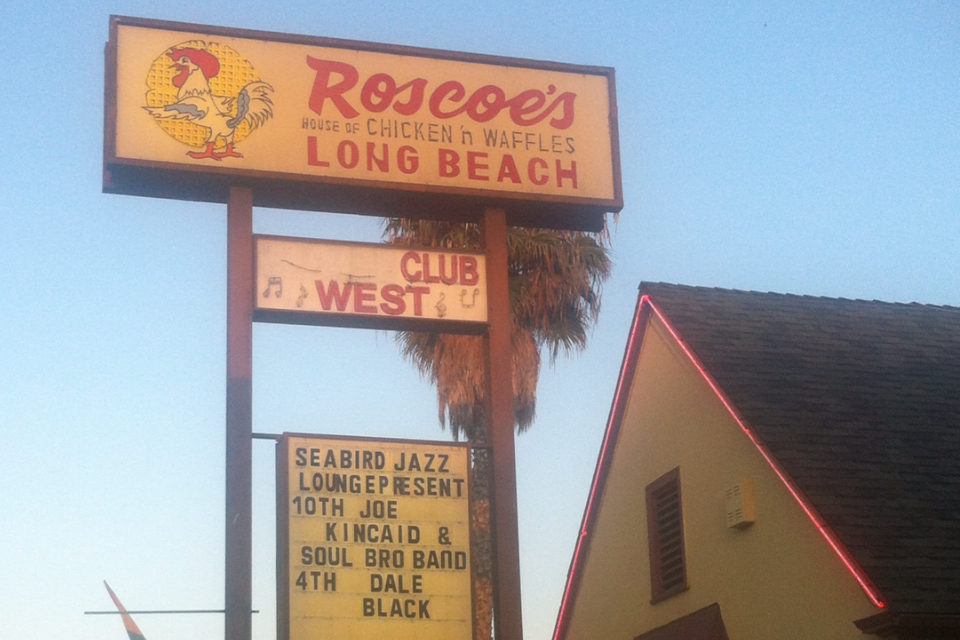 Roscoe's
HOUSE OF CHICKEN 'n WAFFLES
LONG BEACH
CLUB
WEST
SEABIRD JAZZ
LOUNGEPRESENT
10TH JOE
KINCAID &
SOUL BRO BAND
4TH DALE
BLACK